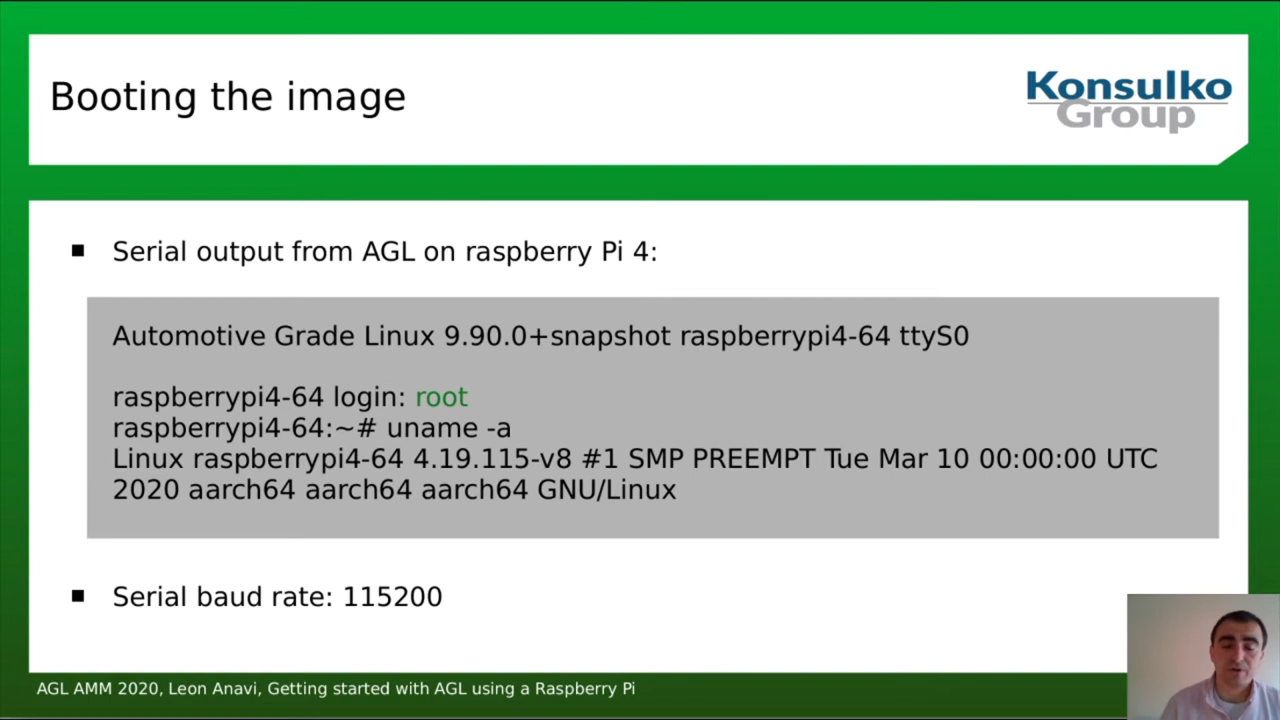 Booting the image
Konsulko
Group
Serial output from AGL on raspberry Pi 4:
Automotive Grade Linux 9.90.0+snapshot raspberrypi4-64 ttyS0
raspberrypi4-64 login: root
raspberrypi4-64:~# uname -a
Linux raspberrypi4-64 4.19.115-v8 #1 SMP PREEMPT Tue Mar 10 00:00:00 UTC
2020 aarch64 aarch64 aarch64 GNU/Linux
Serial baud rate: 115200
AGL AMM 2020, Leon Anavi, Getting started with AGL using a Raspberry Pi